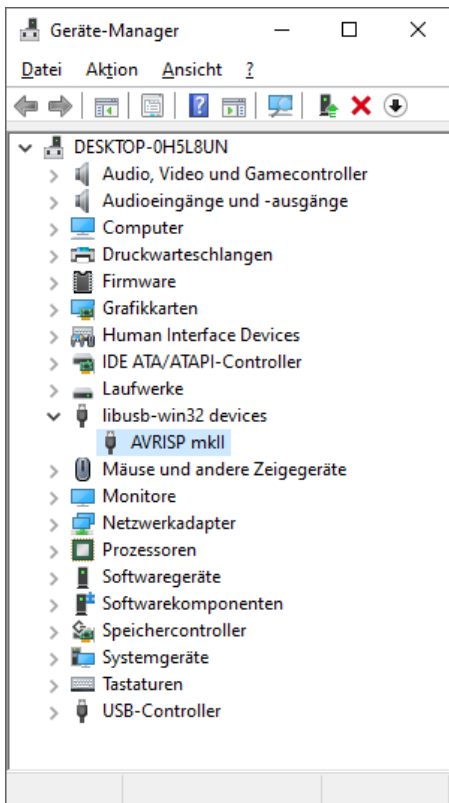 Geräte-Manager
Datei Aktion Ansicht ?
DESKTOP-0H5L8UN
Audio, Video und Gamecontroller
Audioeingänge und -ausgänge
Computer
Druckwarteschlangen
Firmware
Grafikkarten
Human Interface Devices
IDE ATA/ATAPI-Controller
Laufwerke
libusb-win32 devices
AVRISP mkII
Mäuse und andere Zeigegeräte
Monitore
Netzwerkadapter
Prozessoren
Softwaregeräte
Softwarekomponenten
Speichercontroller
Systemgeräte
Tastaturen
USB-Controller